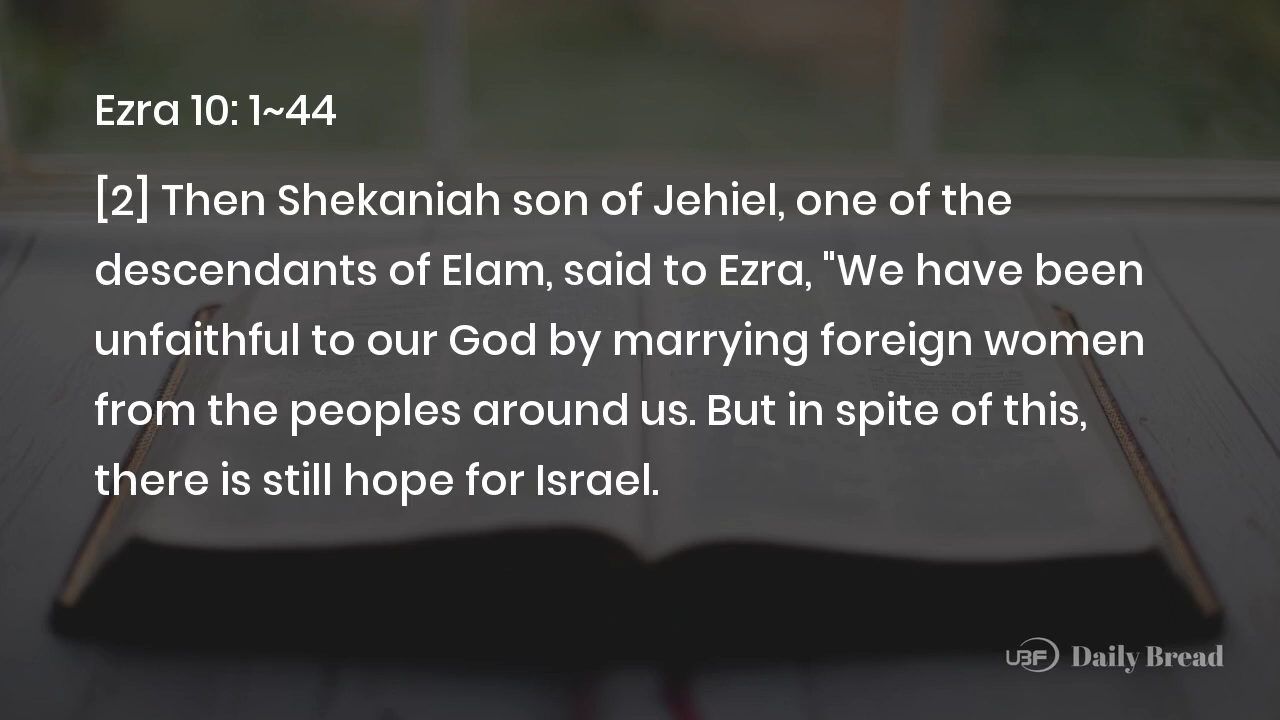 Ezra 10: 1~44
[2] Then Shekaniah son of Jehiel, one of the
descendants of Elam, said to Ezra, "We have been
unfaithful to our God by marrying foreign women
from the peoples around us. But in spite of this,
there is still hope for Israel.
UBF Daily Bread